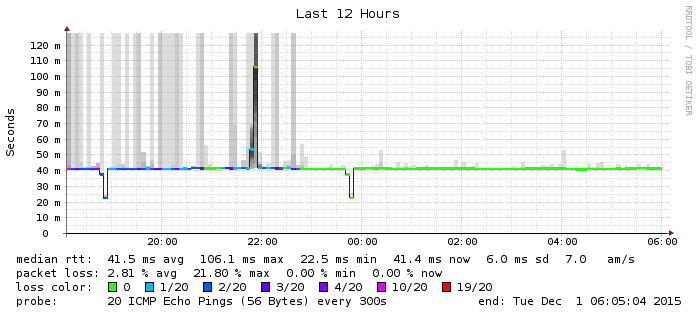 Last 12 Hours
RRDTOOL / TOBI OETIKER
Seconds
120 m
110 m
100 m
90 m
80 m
70 m
60 m
50 m
40 m
30 m
20 m
10 m
0
20:00 22:00 00:00 02:00 04:00 06:00
median rtt: 41.5 ms avg 106.1 ms max 22.5 ms min 41.4 ms now 6.0 ms sd 7.0 am/s
packet loss: 2.81 % avg 21.80 % max 0.00 % min 0.00 % now
loss color: 0 1/20 2/20 3/20 4/20 10/20 19/20
probe: 20 ICMP Echo Pings (56 Bytes) every 300s end: Tue Dec 1 06:05:04 2015